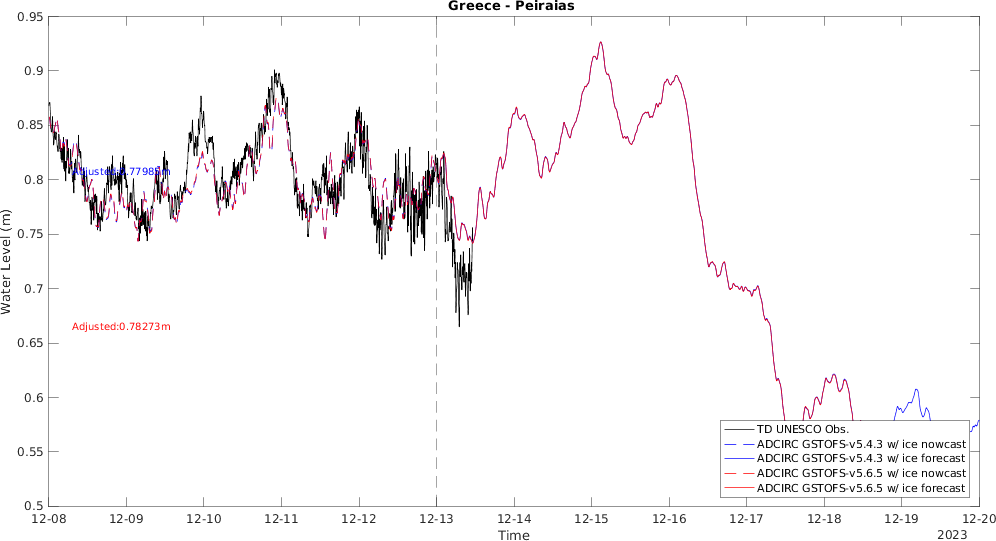 Greece - Peiraias
Water Level (m)
0.95
0.9
0.85
0.8
0.75
0.7
0.65
0.6
0.55
0.5
Adjusted:0.77985m
Adjusted:0.78273m
TD UNESCO Obs.
ADCIRC GSTOFS-v5.4.3 w/ ice nowcast
ADCIRC GSTOFS-v5.4.3 w/ ice forecast
ADCIRC GSTOFS-v5.6.5 w/ ice nowcast
ADCIRC GSTOFS-v5.6.5 w/ ice forecast
12-08 12-09 12-10 12-11 12-12 12-13 12-14 12-15 12-16 12-17 12-18 12-19 12-20
Time
2023